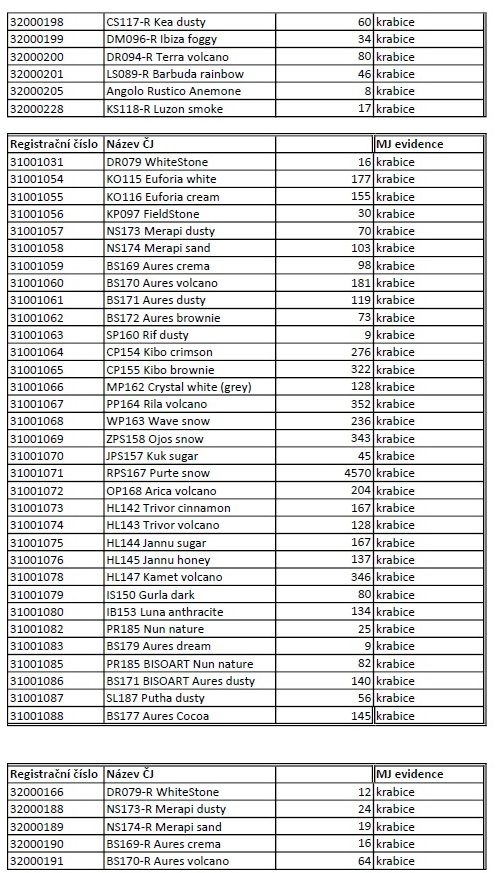 32000198 CS117-R Kea dusty 60 krabice
32000199 DM096-R Ibiza foggy 34 krabice
32000200 DR094-R Terra volcano 80 krabice
32000201 LS089-R Barbuda rainbow 46 krabice
32000205 Angolo Rustico Anemone 8 krabice
32000228 KS118-R Luzon smoke 17 krabice
Registrační číslo Název ČJ MJ evidence
31001031 DR079 WhiteStone 16 krabice
31001054 KO115 Euforia white 177 krabice
31001055 KO116 Euforia cream 155 krabice
31001056 KP097 FieldStone 30 krabice
31001057 NS173 Merapi dusty 70 krabice
31001058 NS174 Merapi sand 103 krabice
31001059 BS169 Aures crema 98 krabice
31001060 BS170 Aures volcano 181 krabice
31001061 BS171 Aures dusty 119 krabice
31001062 BS172 Aures brownie 73 krabice
31001063 SP160 Rif dusty 9 krabice
31001064 CP154 Kibo crimson 276 krabice
31001065 CP155 Kibo brownie 322 krabice
31001066 MP162 Crystal white (grey) 128 krabice
31001067 PP164 Rila volcano 352 krabice
31001068 WP163 Wave snow 236 krabice
31001069 ZPS158 Ojos snow 343 krabice
31001070 JPS157 Kuk sugar 45 krabice
31001071 RPS167 Purte snow 4570 krabice
31001072 OP168 Arica volcano 204 krabice
31001073 HL142 Trivor cinnamon 167 krabice
31001074 HL143 Trivor volcano 128 krabice
31001075 HL144 Jannu sugar 167 krabice
31001076 HL145 Jannu honey 137 krabice
31001078 HL147 Kamet volcano 346 krabice
31001079 IS150 Gurla dark 80 krabice
31001080 IB153 Luna anthracite 134 krabice
31001082 PR185 Nun nature 25 krabice
31001083 BS179 Aures dream 9 krabice
31001085 PR185 BISOART Nun nature 82 krabice
31001086 BS171 BISOART Aures dusty 140 krabice
31001087 SL187 Putha dusty 56 krabice
31001088 BS177 Aures Cocoa 145 krabice
Registrační číslo Název ČJ MJ evidence
32000166 DR079-R WhiteStone 12 krabice
32000188 NS173-R Merapi dusty 24 krabice
32000189 NS174-R Merapi sand 19 krabice
32000190 BS169-R Aures crema 16 krabice
32000191 BS170-R Aures volcano 64 krabice